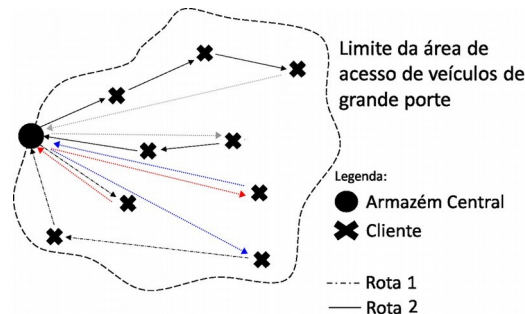 Limite da área de
acesso de veículos de
grande porte
Legenda:
Armazém Central
Cliente
Rota 1
Rota 2